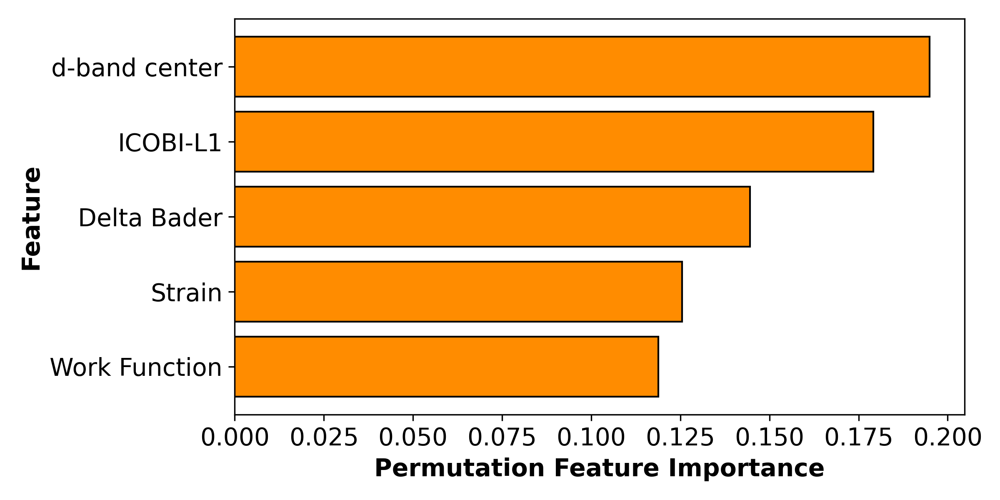 Feature
d-band center
ICOBI-L1
Delta Bader
Strain
Work Function
0.000 0.025 0.050 0.075 0.100 0.125 0.150 0.175 0.200
Permutation Feature Importance